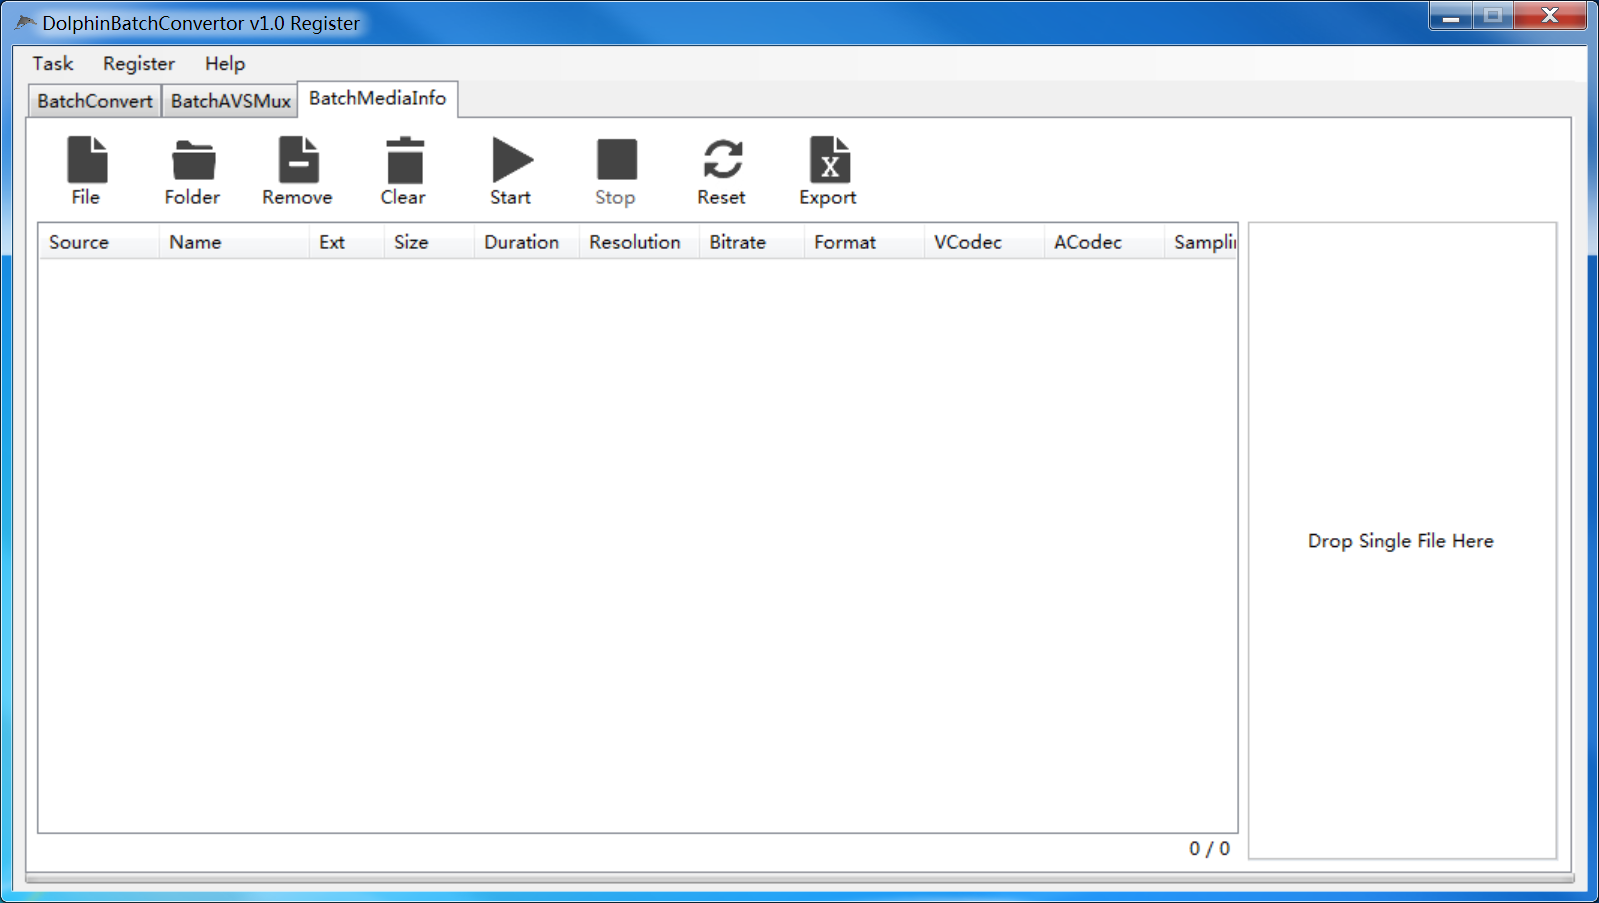 DolphinBatchConvertor v1.0 Register
Task Register Help
BatchConvert BatchAVSMux BatchMediaInfo
File Folder Remove Clear Start Stop Reset Export
Source Name Ext Size Duration Resolution Bitrate Format VCodec ACodec
Drop Single File Here
0 / 0